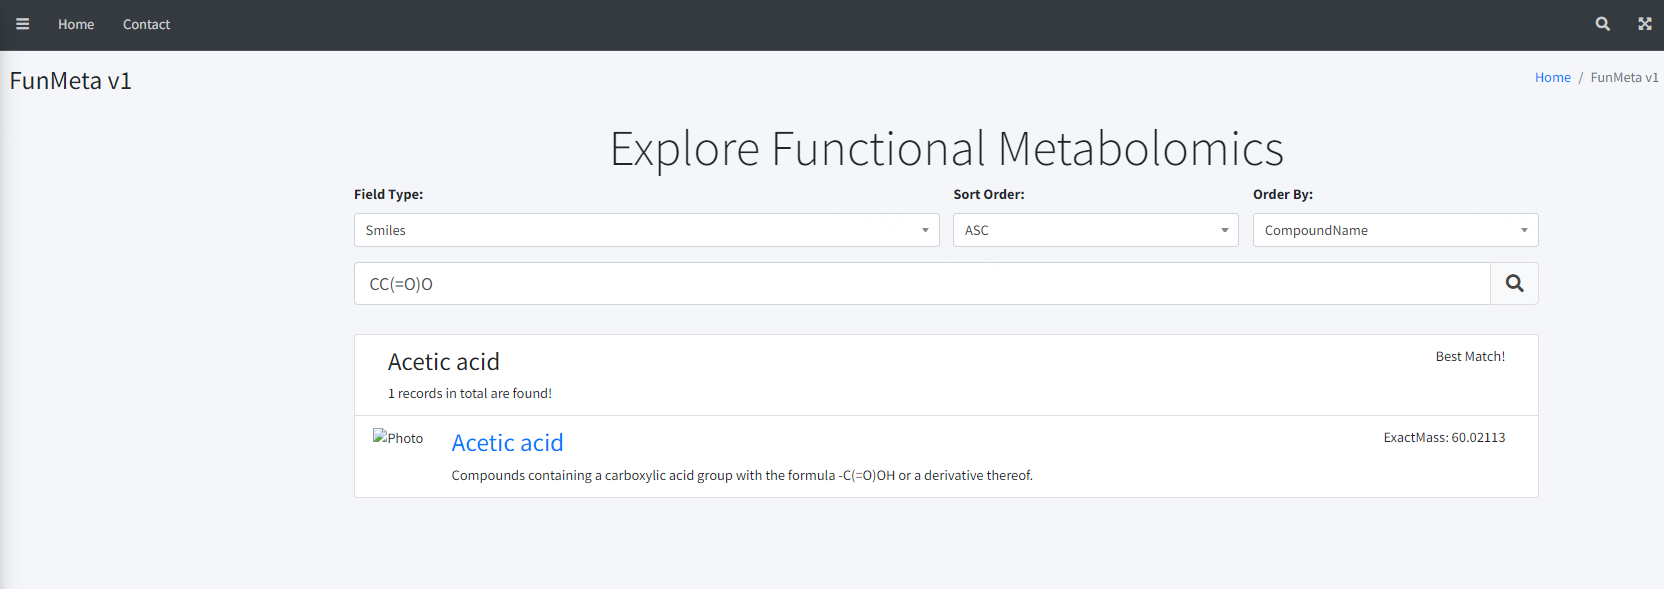 Home Contact
FunMeta v1
Home / FunMeta v1
Explore Functional Metabolomics
Field Type: Sort Order: Order By:
Smiles ASC CompoundName
CC(=O)O
Acetic acid Best Match!
1 records in total are found!
Photo Acetic acid ExactMass: 60.02113
Compounds containing a carboxylic acid group with the formula -C(=O)OH or a derivative thereof.